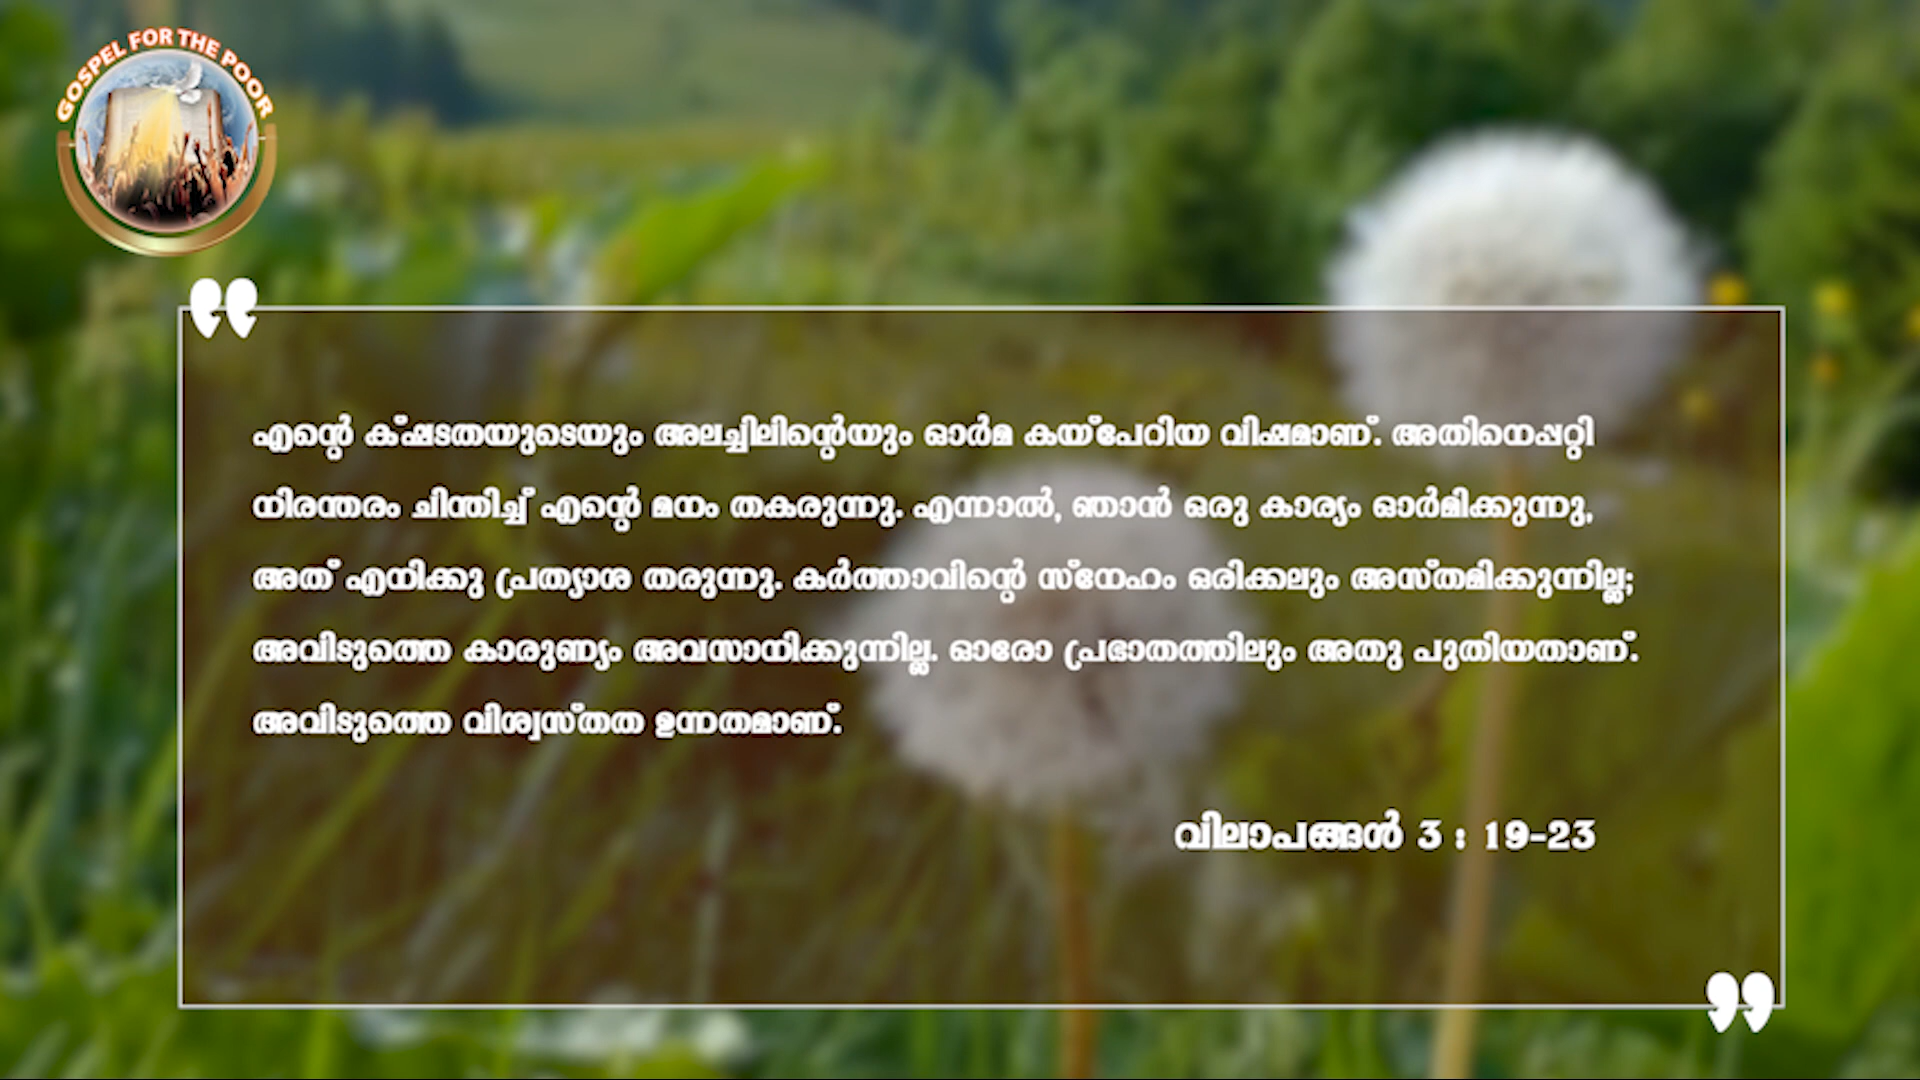 GOSPEL FOR THE POOR
എന്റെ ക്ഷടതയുടെയും അലച്ചിലിന്റെയും ഓർമ കയ്പേറിയ വിഷമാണ്. അതിനെപ്പറ്റി
നിരന്തരം ചിന്തിച്ച് എന്റെ മനം തകരുന്നു. എന്നാൽ, ഞാൻ ഒരു കാര്യം ഓർമിക്കുന്നു,
അത് എനിക്കു പ്രത്യാശ തരുന്നു. കർത്താവിന്റെ സ്നേഹം ഒരിക്കലും അസ്തമിക്കുന്നില്ല;
അവിടുത്തെ കാരുണ്യം അവസാനിക്കുന്നില്ല. ഓരോ പ്രഭാതത്തിലും അതു പുതിയതാണ്.
അവിടുത്തെ വിശ്വസ്തത ഉന്നതമാണ്.
വിലാപങ്ങൾ 3 : 19-23